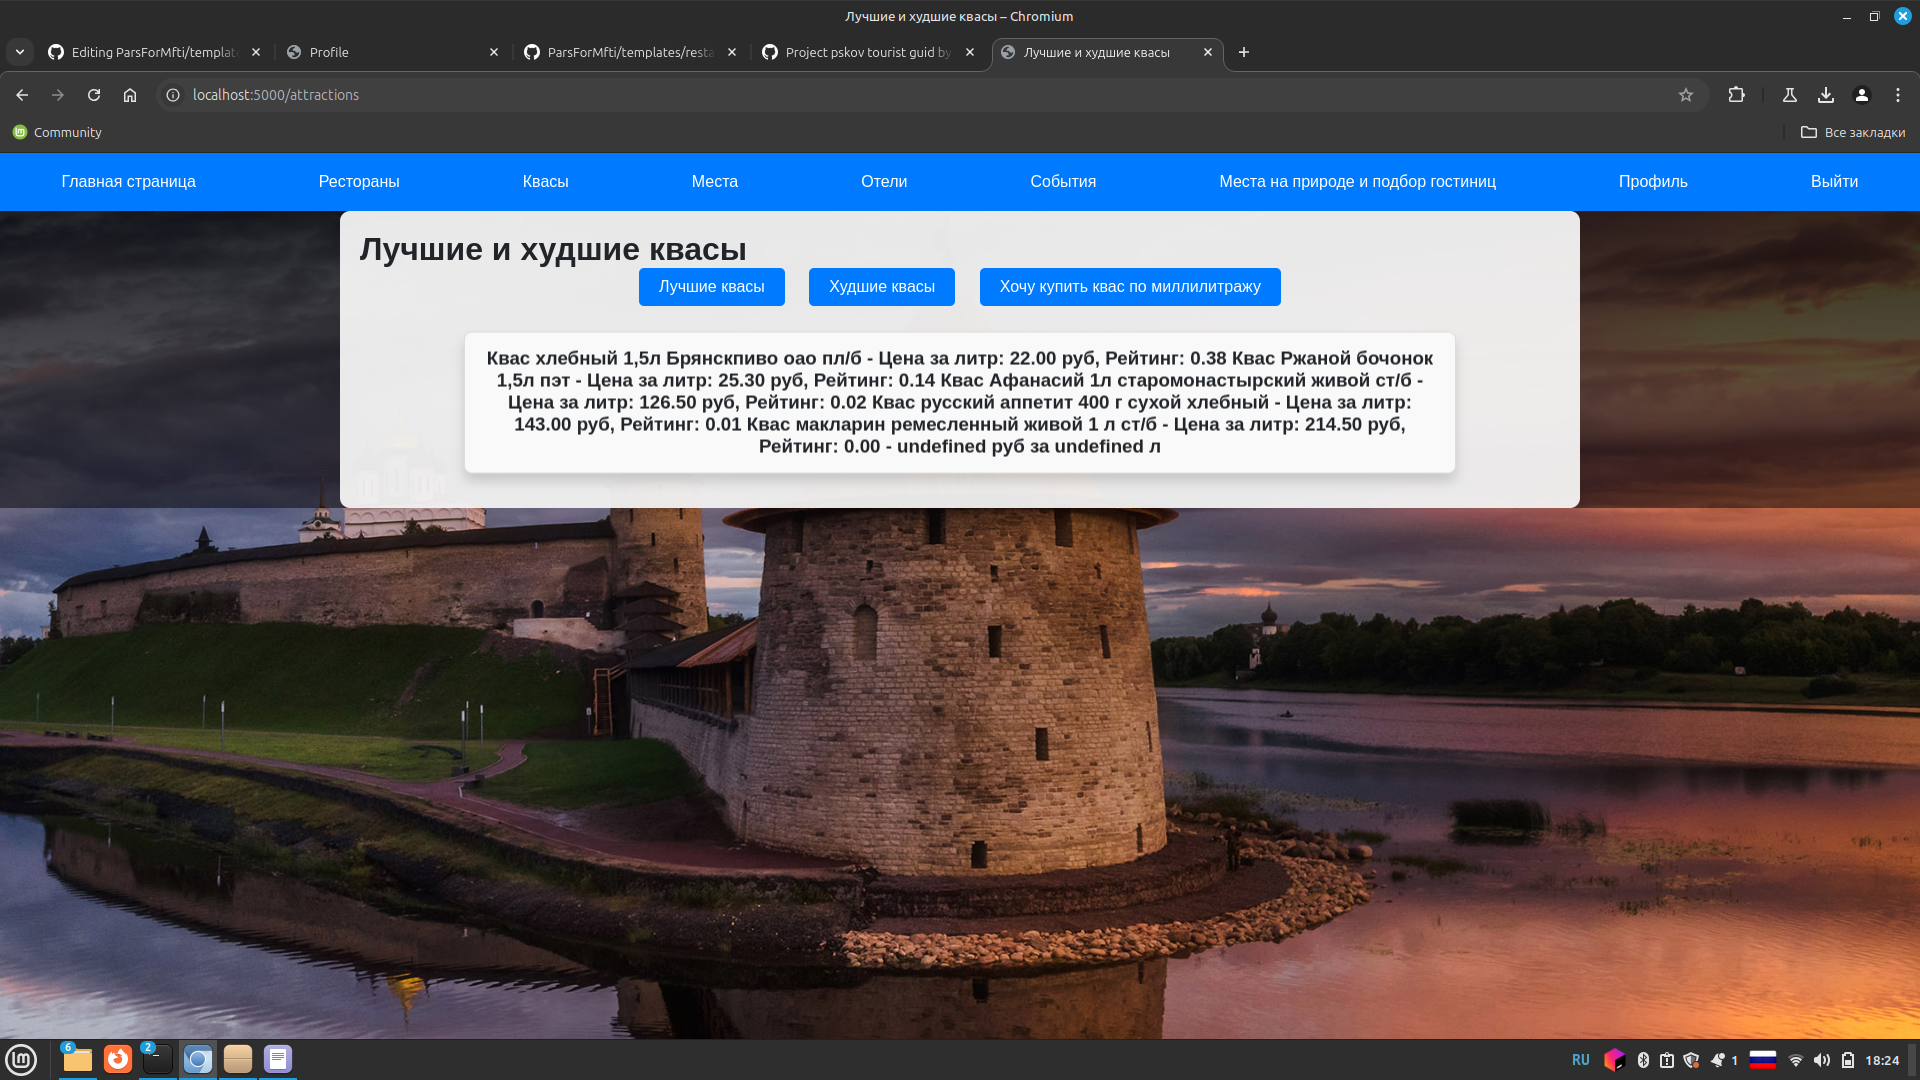 Лучшие и худшие квасы – Chromium
Editing ParsForMfti/templat
Profile
ParsForMfti/templates/resta
Project pskov tourist guid by
Лучшие и худшие квасы
localhost:5000/attractions
Community
Все закладки
Главная страница
Рестораны
Квасы
Места
Отели
События
Места на природе и подбор гостиниц
Профиль
Выйти
Лучшие и худшие квасы
Лучшие квасы
Худшие квасы
Хочу купить квас по миллилитражу
Квас хлебный 1,5л Брянскпиво оао пл/б - Цена за литр: 22.00 руб, Рейтинг: 0.38 Квас Ржаной бочонок
1,5л пэт - Цена за литр: 25.30 руб, Рейтинг: 0.14 Квас Афанасий 1л старомонастырский живой ст/б -
Цена за литр: 126.50 руб, Рейтинг: 0.02 Квас русский аппетит 400 г сухой хлебный - Цена за литр:
143.00 руб, Рейтинг: 0.01 Квас макларин ремесленный живой 1 л ст/б - Цена за литр: 214.50 руб,
Рейтинг: 0.00 - undefined руб за undefined л
6
2
RU
1
18:24